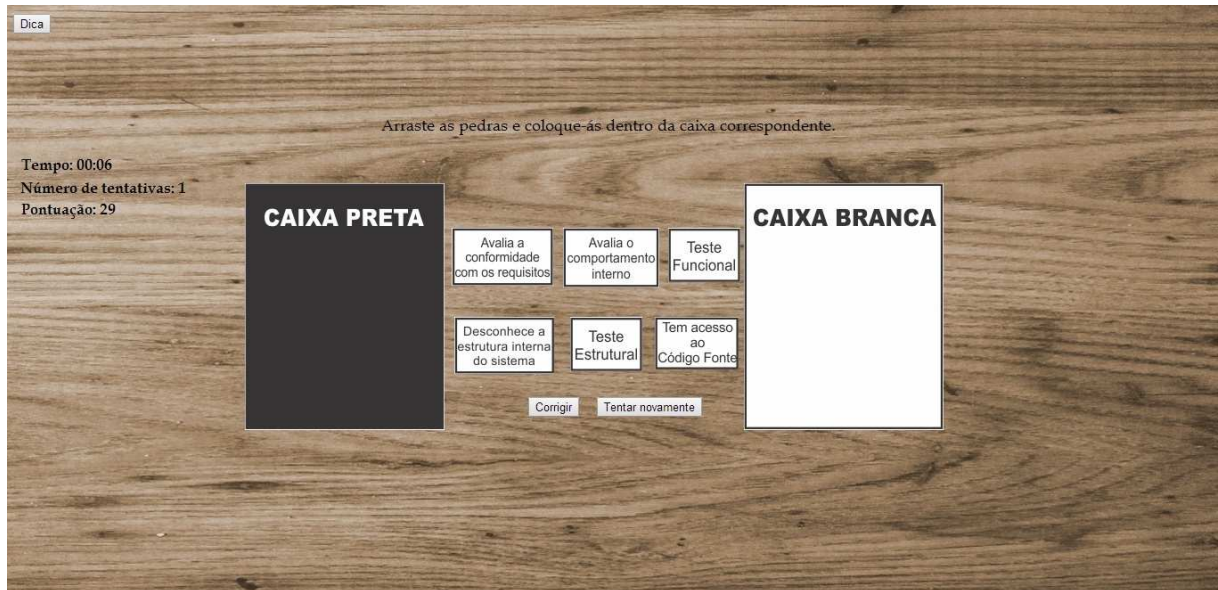 Dica
Arraste as pedras e coloque-ás dentro da caixa correspondente.
Tempo: 00:06
Número de tentativas: 1
Pontuação: 29
CAIXA PRETA
CAIXA BRANCA
Avalia a
conformidade
com os requisitos
Avalia o
comportamento
interno
Teste
Funcional
Desconhece a
estrutura interna
do sistema
Teste
Estrutural
Tem acesso
ao
Código Fonte
Corrigir
Tentar novamente